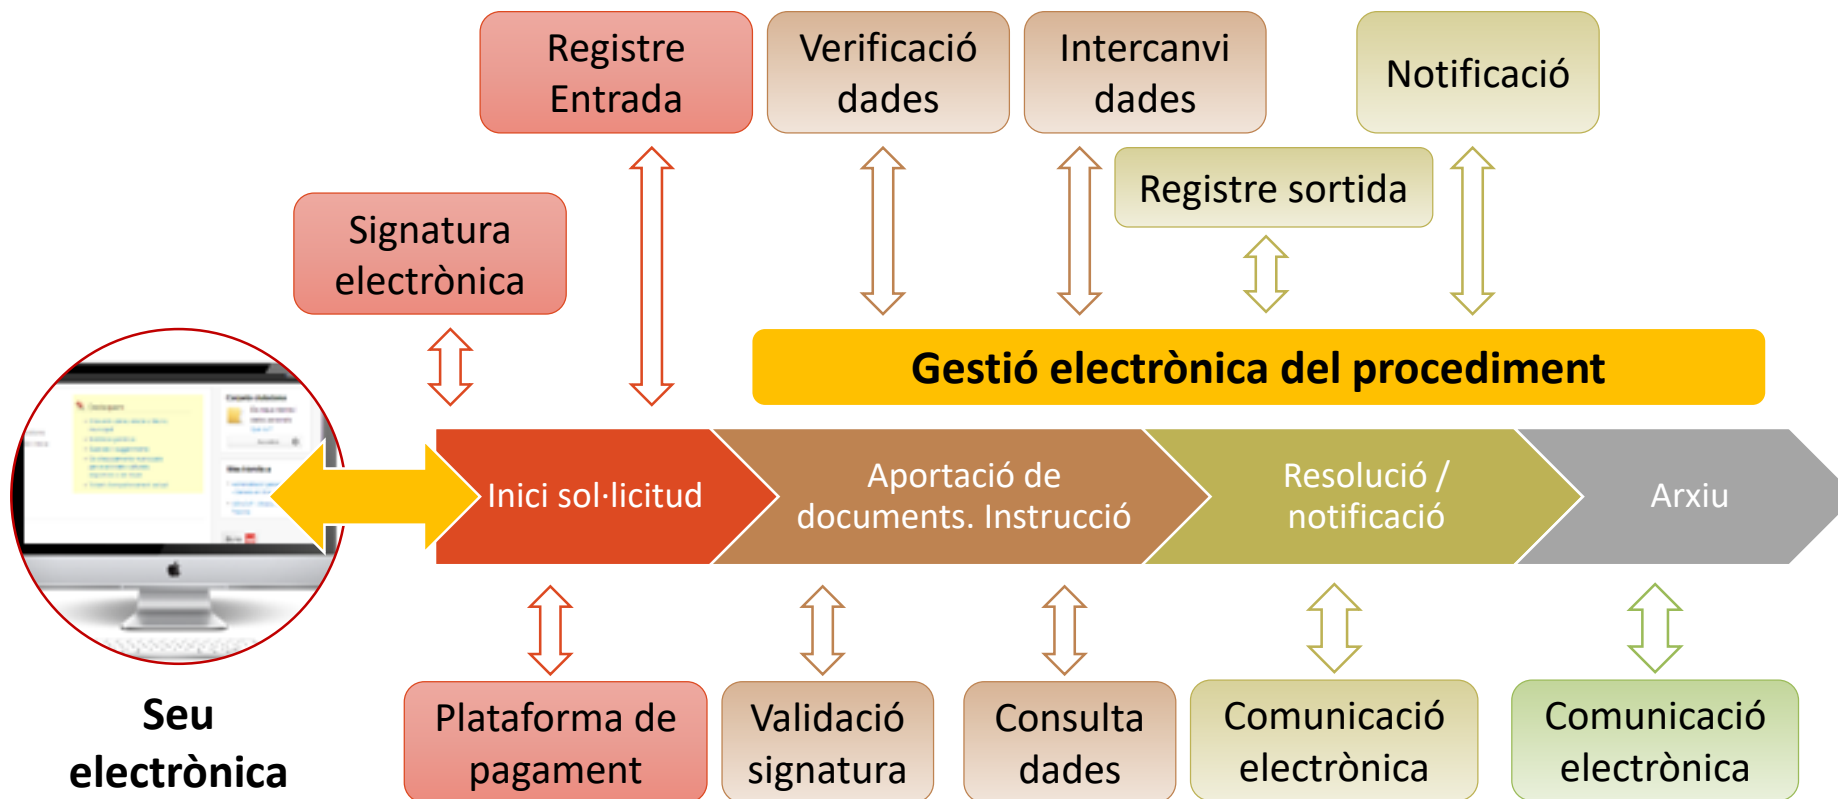 Registre
Entrada
Verificació
dades
Intercanvi
dades
Notificació
Registre sortida
Signatura
electrònica
Gestió electrònica del procediment
Inici sol·licitud
Aportació de
documents. Instrucció
Resolució /
notificació
Arxiu
Seu
electrònica
Plataforma de
pagament
Validació
signatura
Consulta
dades
Comunicació
electrònica
Comunicació
electrònica